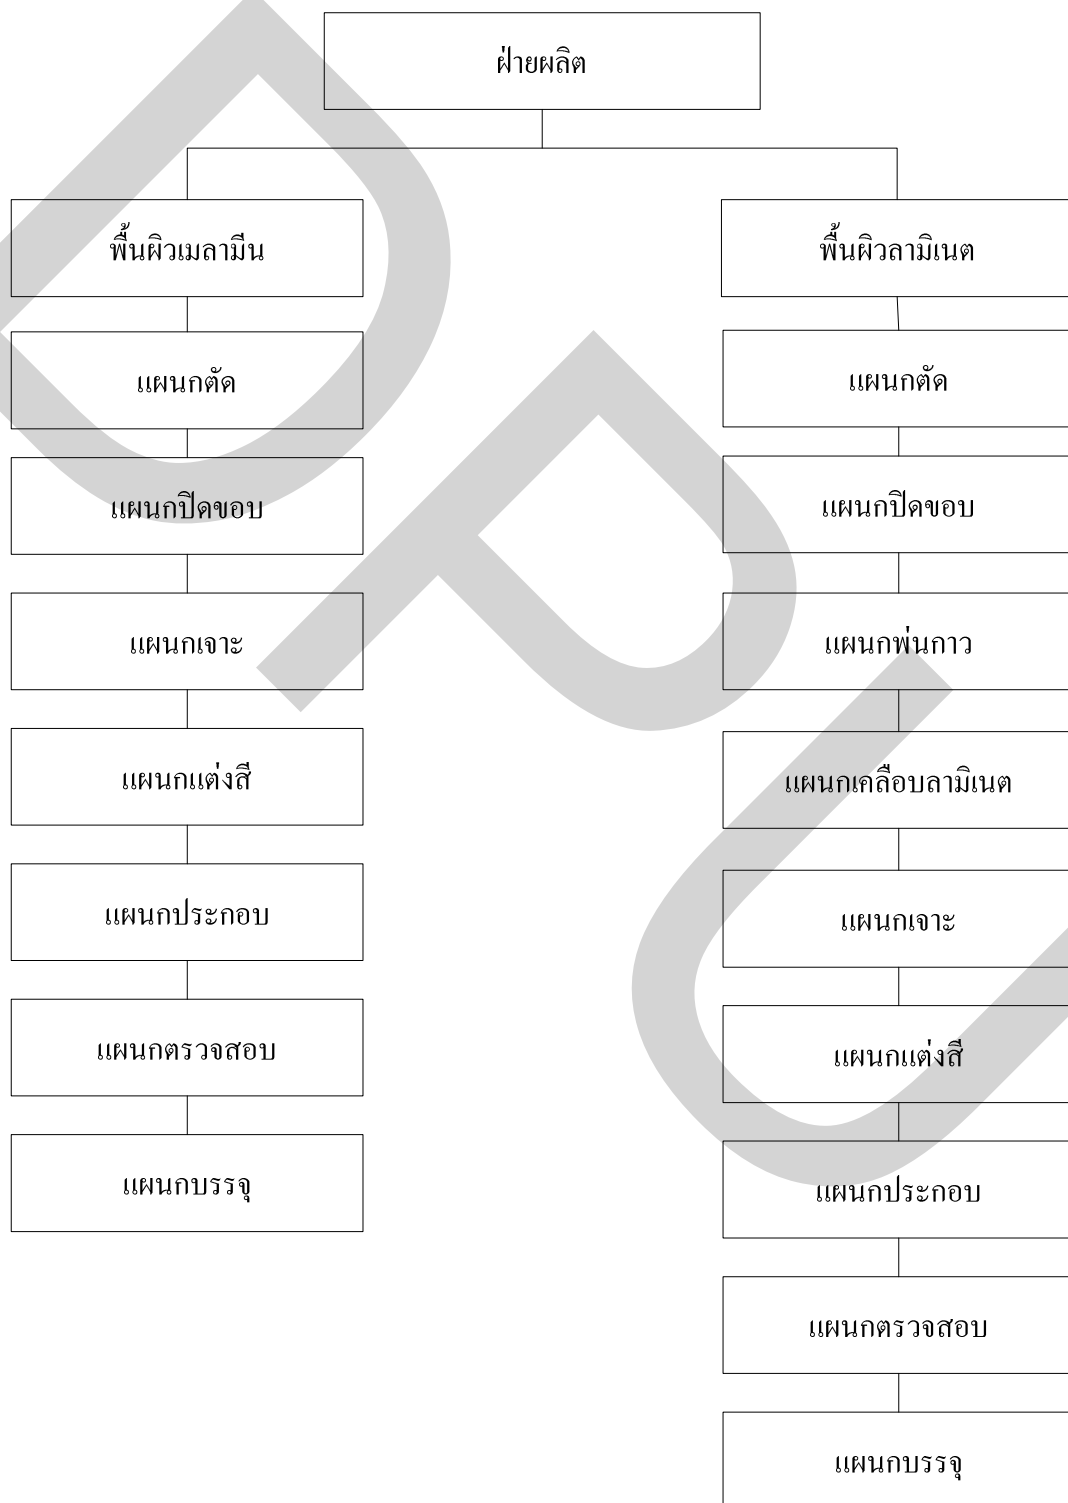 ฝ่ายผลิต
พื้นผิวเมลามีน
แผนกตัด
แผนกปิดขอบ
แผนกเจาะ
แผนกแต่งสี
แผนกประกอบ
แผนกตรวจสอบ
แผนกบรรจุ
พื้นผิวลามิเนต
แผนกตัด
แผนกปิดขอบ
แผนกพ่นกาว
แผนกเคลือบลามิเนต
แผนกเจาะ
แผนกแต่งสี
แผนกประกอบ
แผนกตรวจสอบ
แผนกบรรจุ
DPU